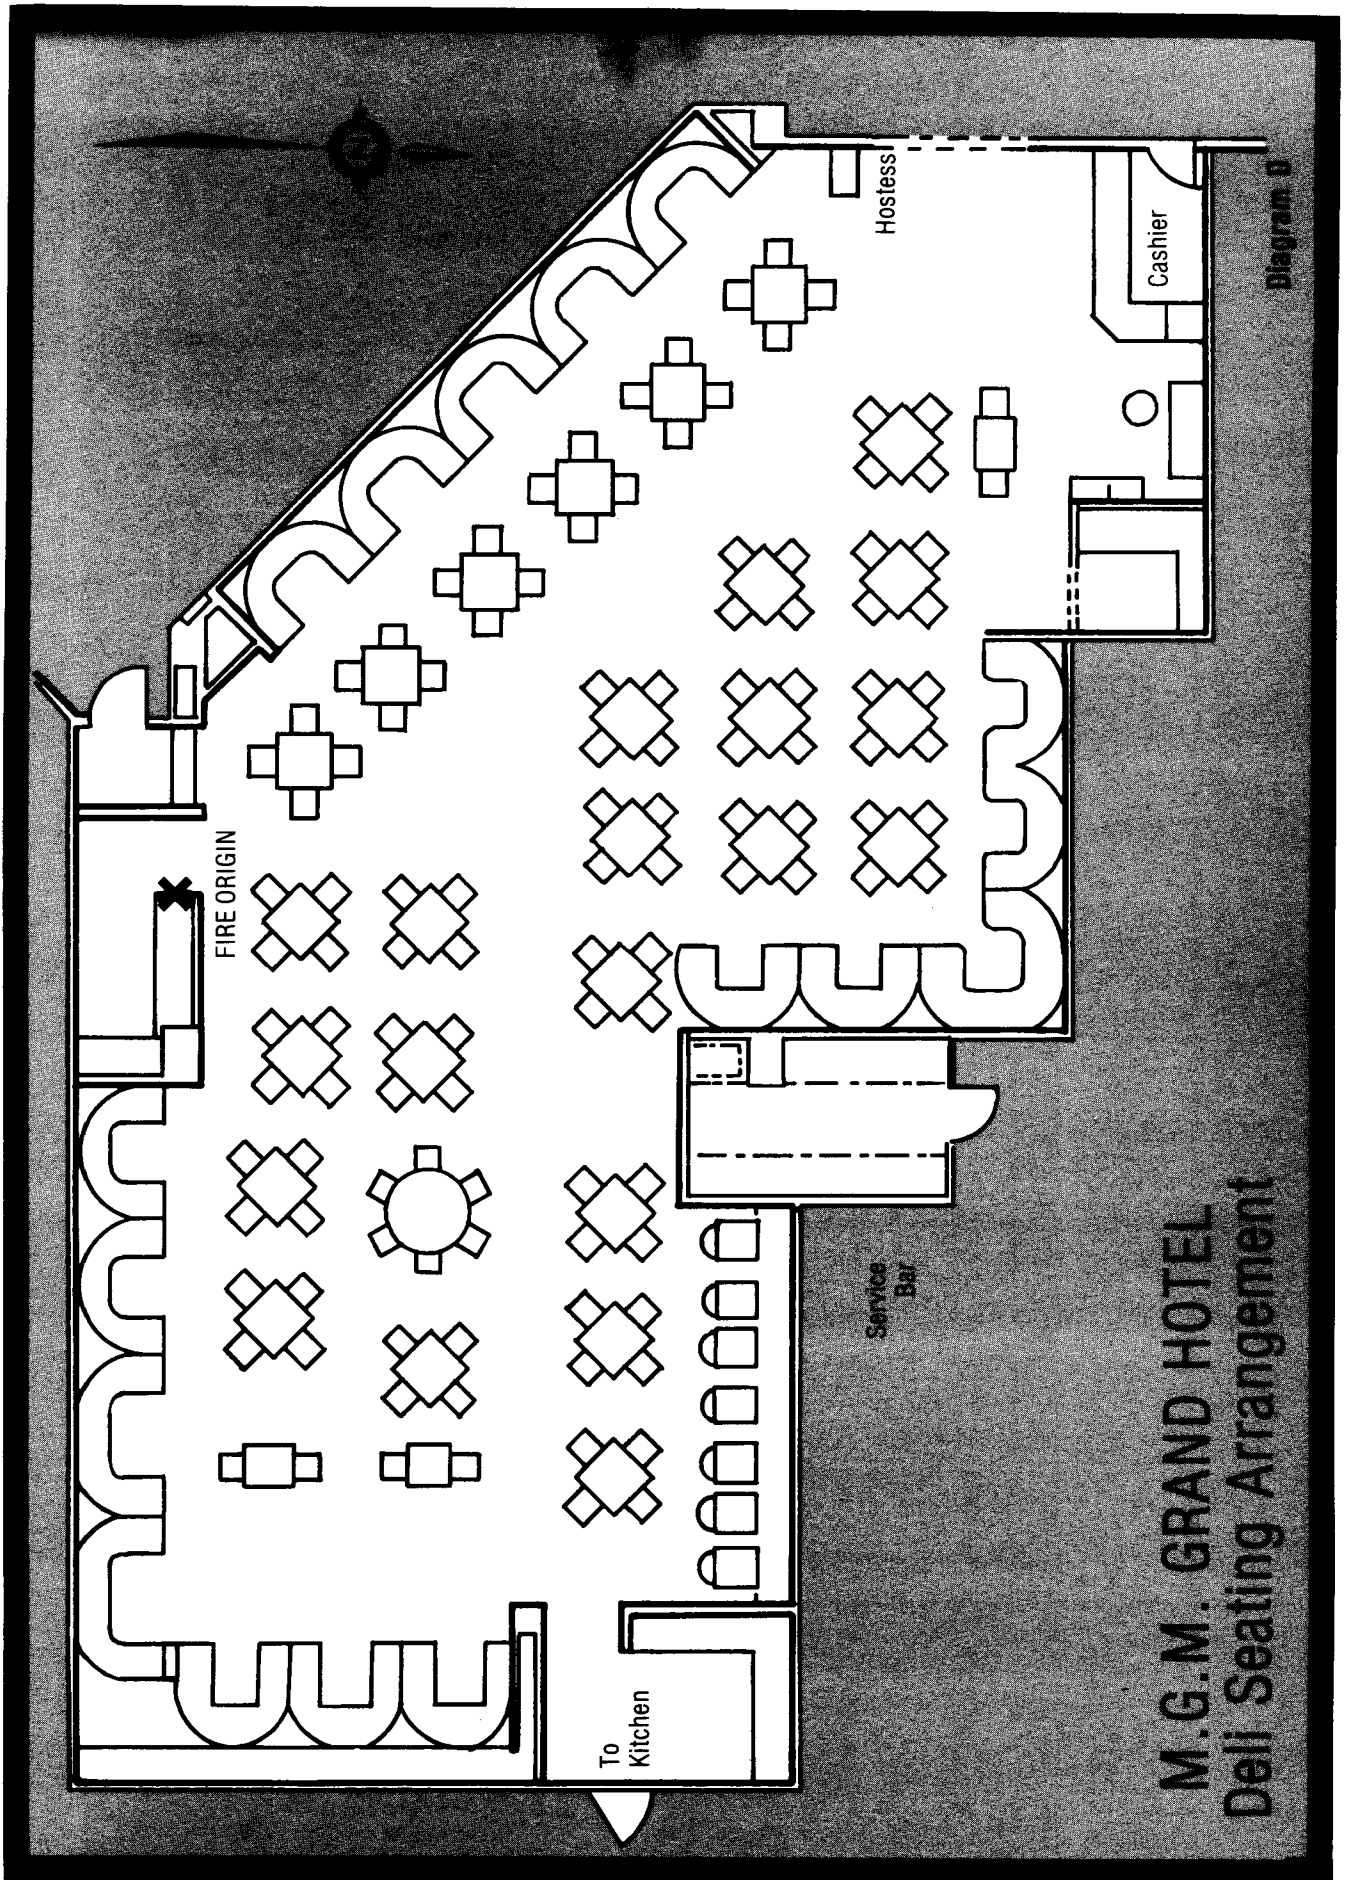 N
Hostess
Cashier
Diagram D
FIRE ORIGIN
Service
Bar
To
Kitchen
M.G.M. GRAND HOTEL
Deli Seating Arrangement